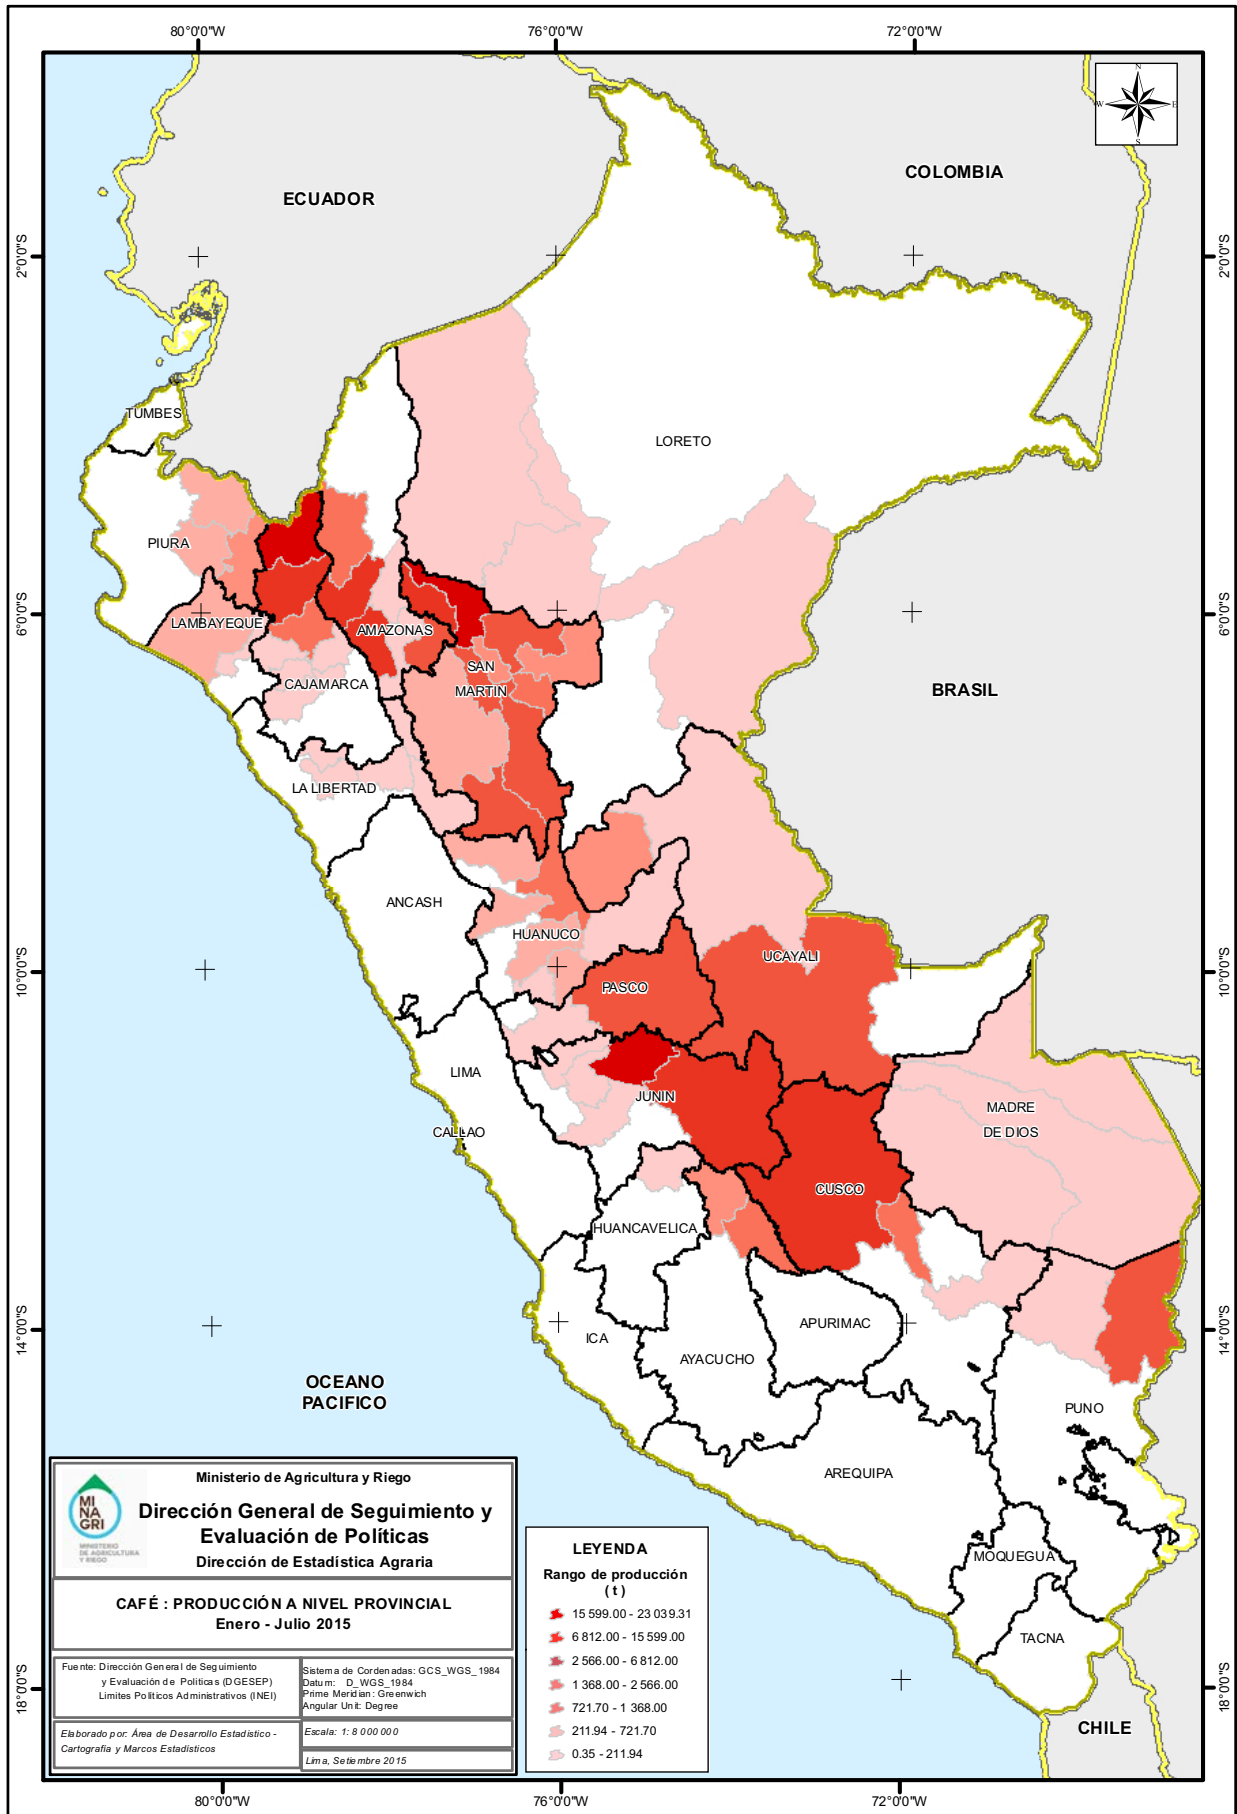 80°0'0"W
76°0'0"W
72°0'0"W
N
W
E
S
COLOMBIA
ECUADOR
2°0'0"S
2°0'0"S
TUMBES
LORETO
PIURA
6°0'0"S
6°0'0"S
LAMBAYEQUE
AMAZONAS
SAN
MARTIN
CAJAMARCA
BRASIL
LA LIBERTAD
ANCASH
HUANUCO
UCAYALI
10°0'0"S
10°0'0"S
PASCO
LIMA
JUNIN
MADRE
DE DIOS
CALLAO
CUSCO
HUANCAVELICA
14°0'0"S
14°0'0"S
ICA
APURIMAC
AYACUCHO
OCEANO
PACIFICO
PUNO
AREQUIPA
MOQUEGUA
TACNA
CHILE
18°0'0"S
18°0'0"S
MI
NA
GRI
MINISTERIO
DE AGRICULTURA
Y RIEGO
Ministerio de Agricultura y Riego
Dirección General de Seguimiento y
Evaluación de Políticas
Dirección de Estadística Agraria
CAFÉ : PRODUCCIÓN A NIVEL PROVINCIAL
Enero - Julio 2015
Fuente: Dirección General de Seguimiento
y Evaluación de Politicas (DGESEP)
Limites Políticos Administrativos (INEI)
Sistema de Cordenadas: GCS_WGS_1984
Datum: D_WGS_1984
Prime Meridian: Greenwich
Angular Unit: Degree
Elaborado por: Área de Desarrollo Estadístico -
Cartografía y Marcos Estadísticos
Escala: 1: 8 000 000
Lima, Setiembre 2015
LEYENDA
Rango de producción
( t )
15 599.00 - 23 039.31
6 812.00 - 15 599.00
2 566.00 - 6 812.00
1 368.00 - 2 566.00
721.70 - 1 368.00
211.94 - 721.70
0.35 - 211.94
80°0'0"W
76°0'0"W
72°0'0"W